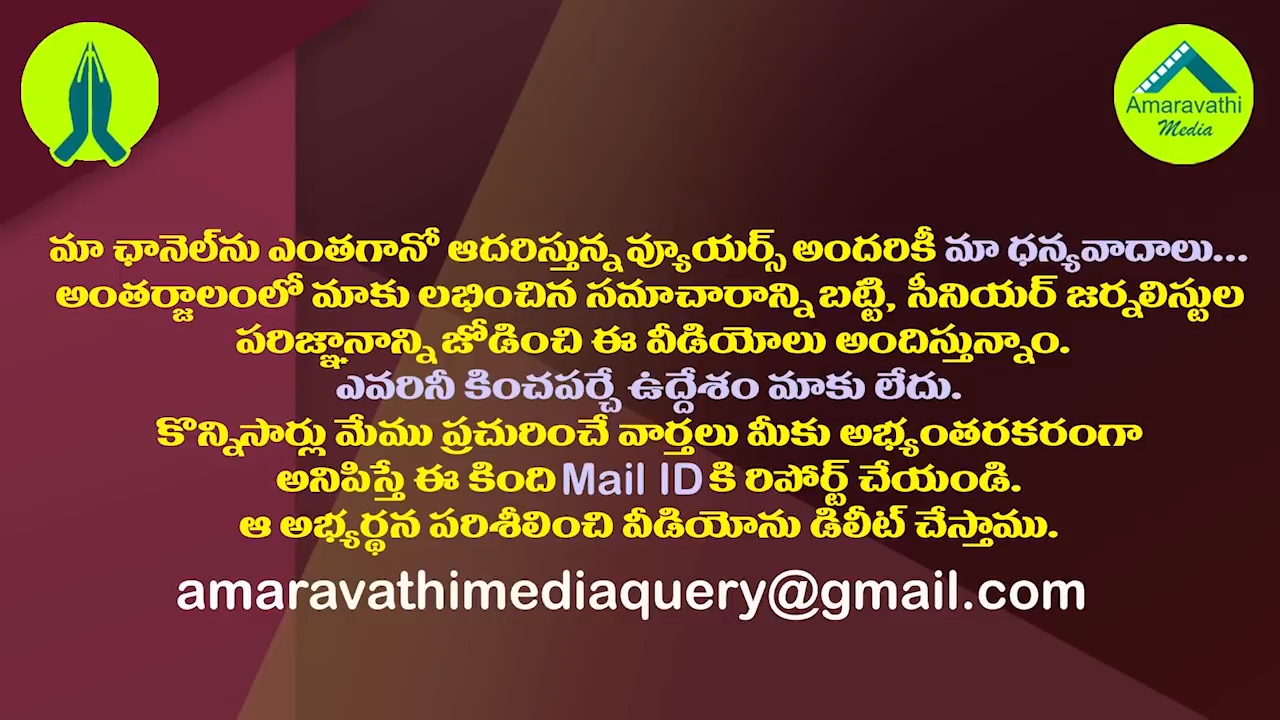 Amaravathi
Media
మా ఛానెల్‌ను ఎంతగానో ఆదరిస్తున్న వ్యూయర్స్ అందరికీ మా ధన్యవాదాలు...
అంతర్జాలంలో మాకు లభించిన సమాచారాన్ని బట్టి, సీనియర్ జర్నలిస్టుల
పరిజ్ఞానాన్ని జోడించి ఈ వీడియోలు అందిస్తున్నాం.
ఎవరినీ కించపర్చే ఉద్దేశం మాకు లేదు.
కొన్నిసార్లు మేము ప్రచురించే వార్తలు మీకు అభ్యంతరకరంగా
అనిపిస్తే ఈ కింది Mail ID కి రిపోర్ట్ చేయండి.
ఆ అభ్యర్థన పరిశీలించి వీడియోను డిలీట్ చేస్తాము.
amaravathimediaquery@gmail.com